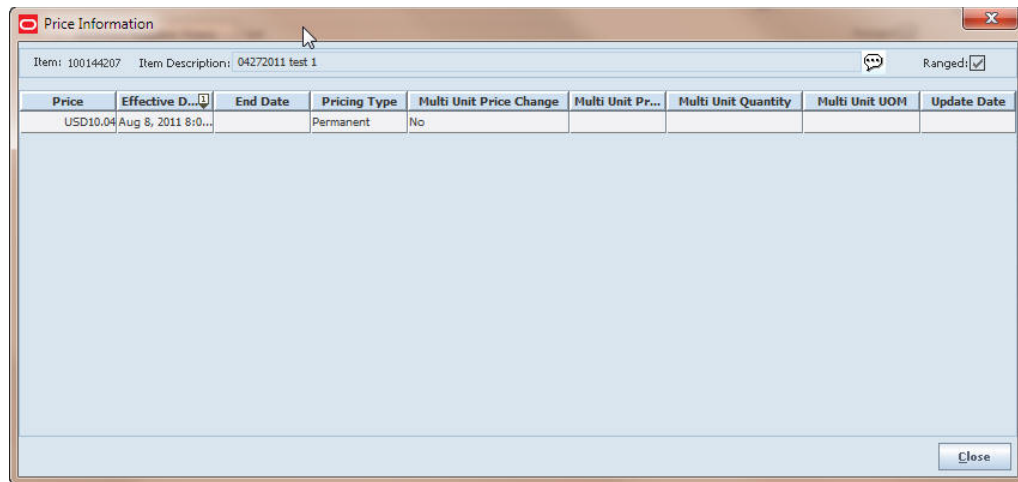 Price Information
Item: 100144207 Item Description: 04272011 test 1 Ranged:
Price Effective D... 1 End Date Pricing Type Multi Unit Price Change Multi Unit Pr... Multi Unit Quantity Multi Unit UOM Update Date
USD10.04 Aug 8, 2011 8:0... Permanent No
Close